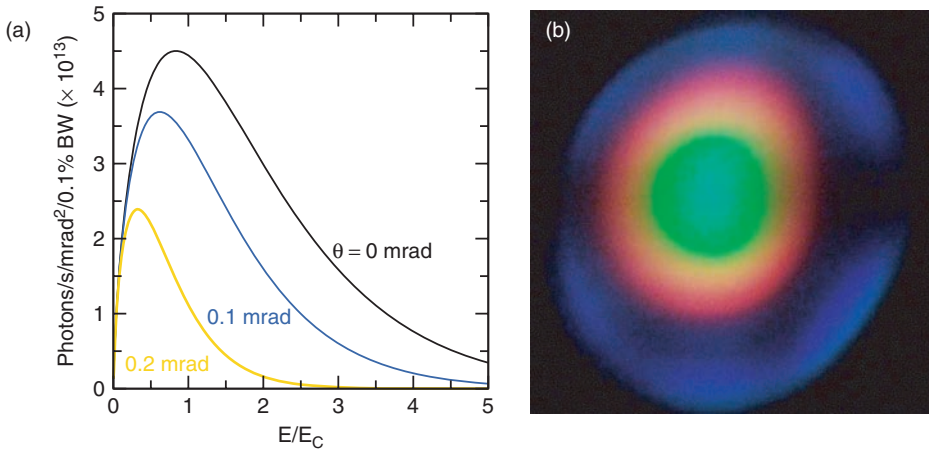 (a)
Photons/s/mrad²/0.1% BW (× 10¹³)
5
4
3
2
1
0
θ = 0 mrad
0.1 mrad
0.2 mrad
0 1 2 3 4 5
E/E_C
(b)